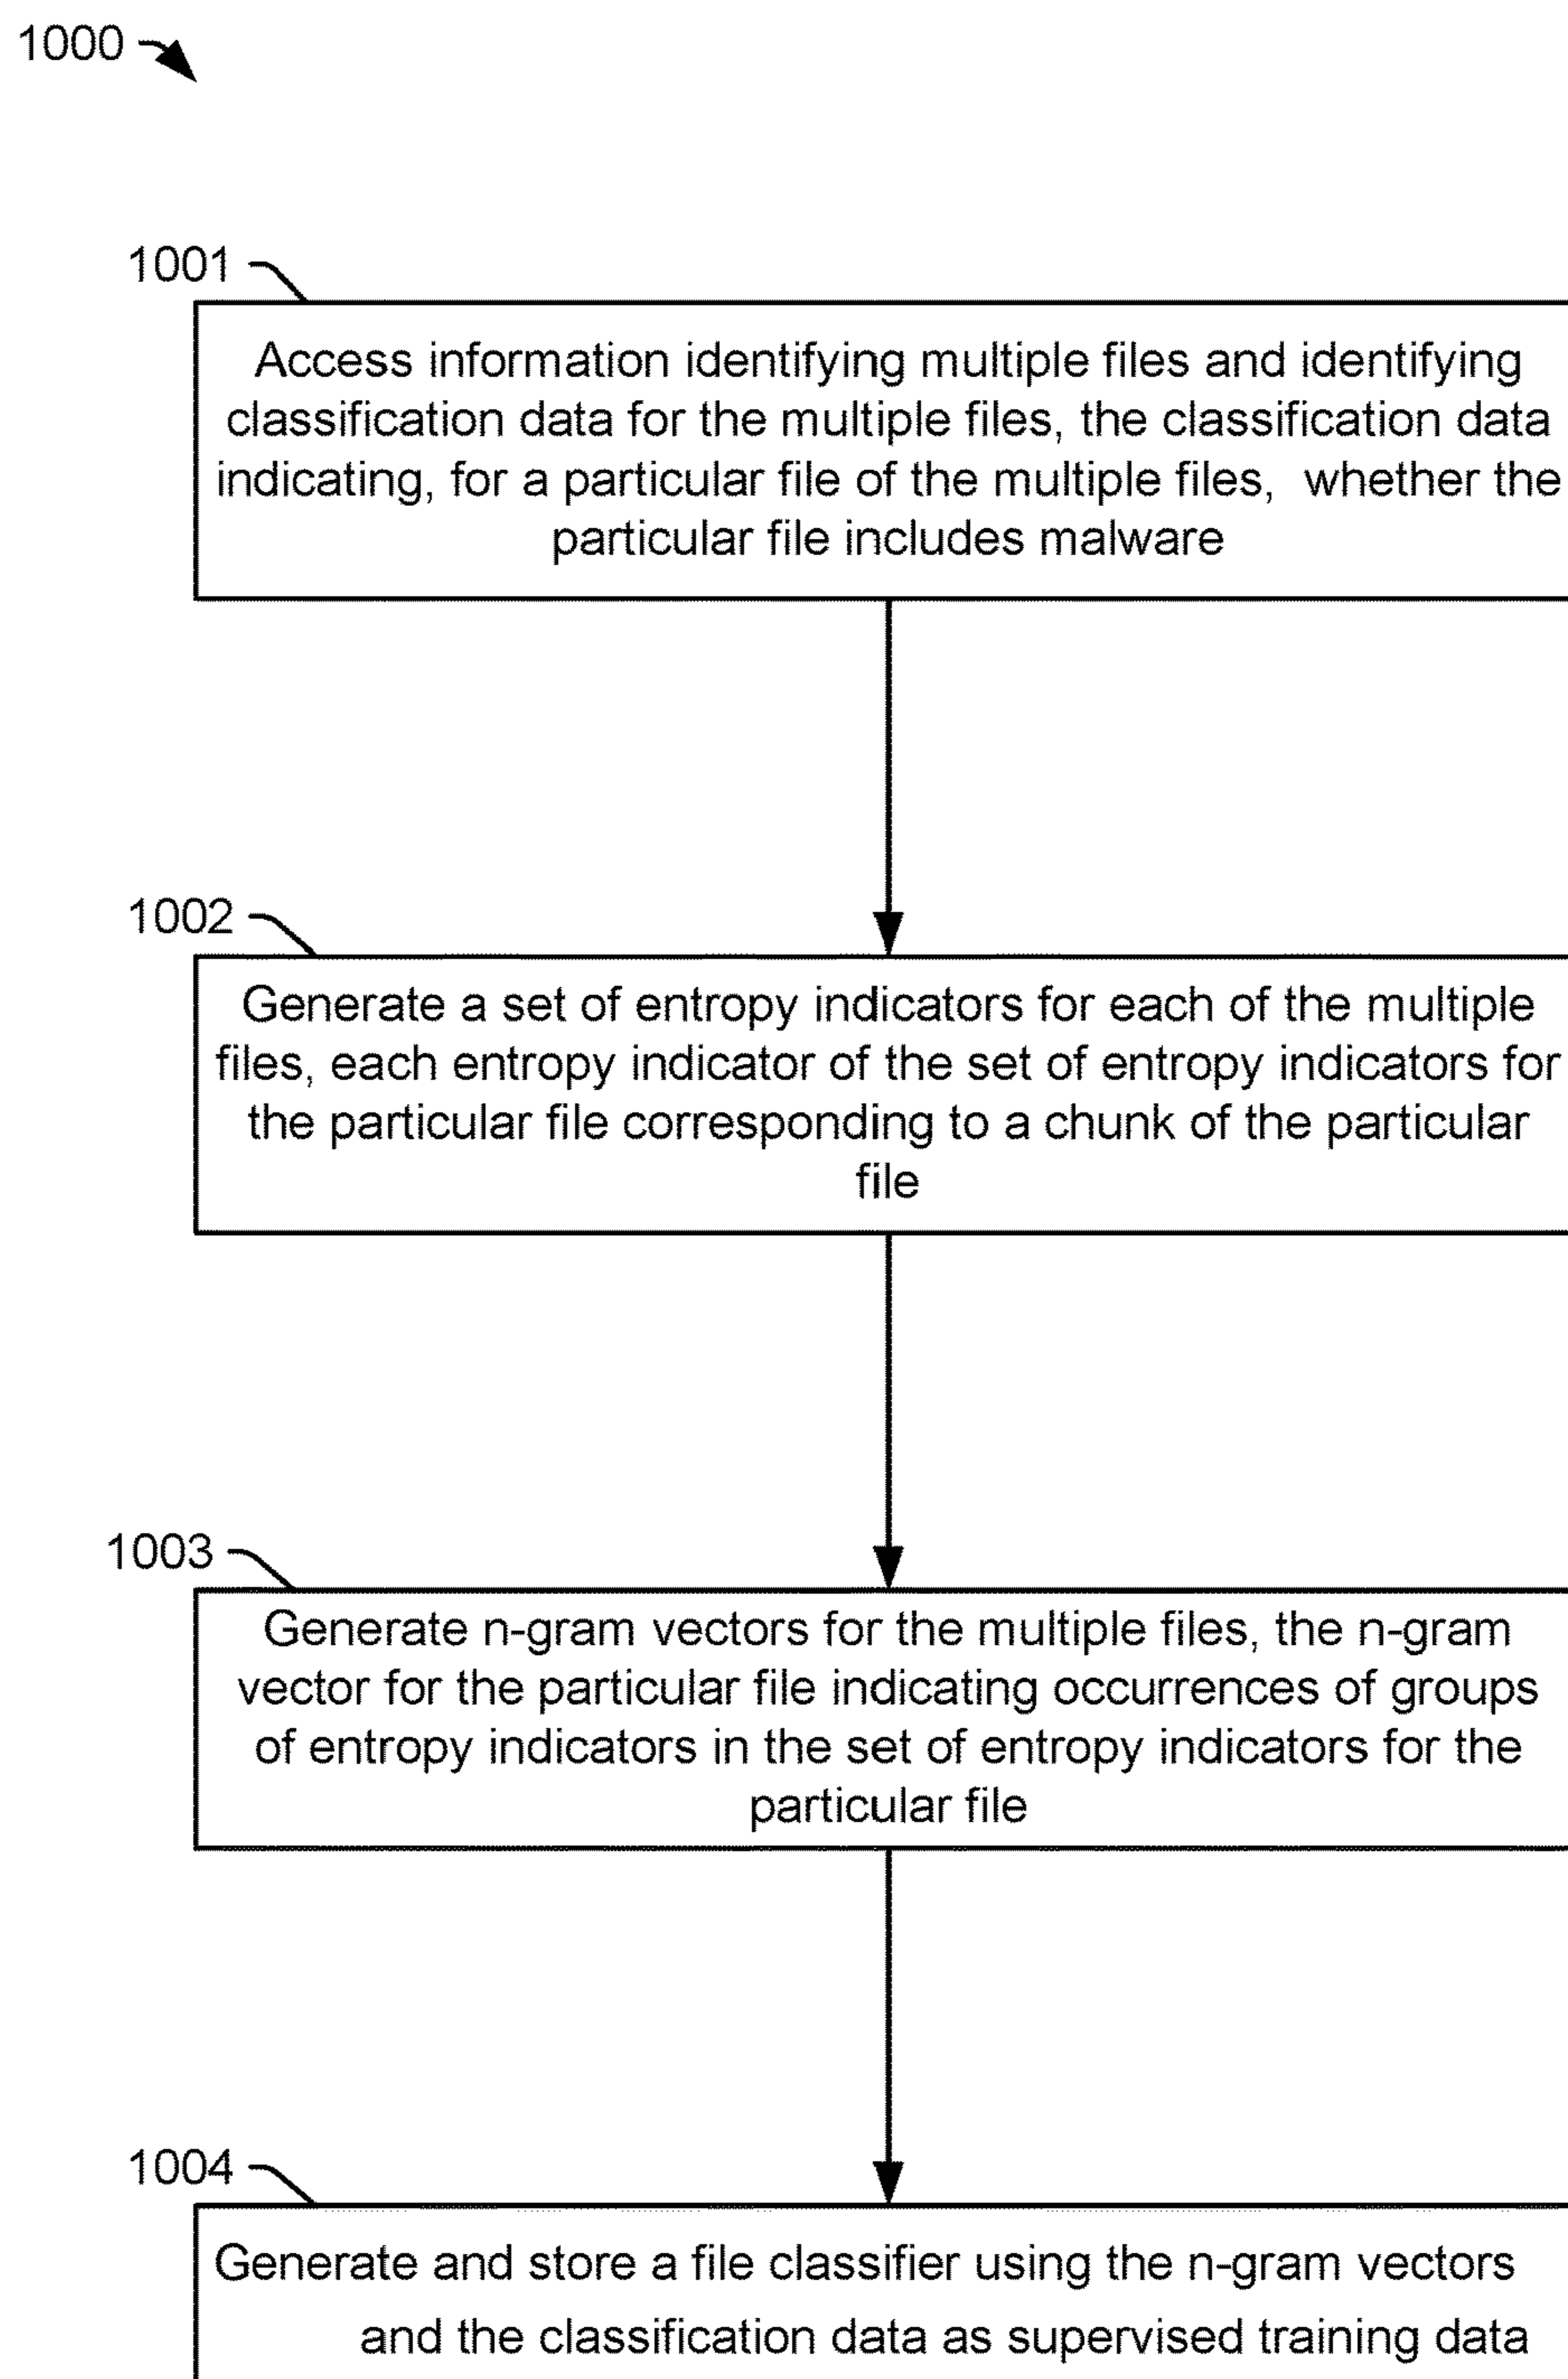 1000
1001
Access information identifying multiple files and identifying
classification data for the multiple files, the classification data
indicating, for a particular file of the multiple files, whether the
particular file includes malware
1002
Generate a set of entropy indicators for each of the multiple
files, each entropy indicator of the set of entropy indicators for
the particular file corresponding to a chunk of the particular
file
1003
Generate n-gram vectors for the multiple files, the n-gram
vector for the particular file indicating occurrences of groups
of entropy indicators in the set of entropy indicators for the
particular file
1004
Generate and store a file classifier using the n-gram vectors
and the classification data as supervised training data